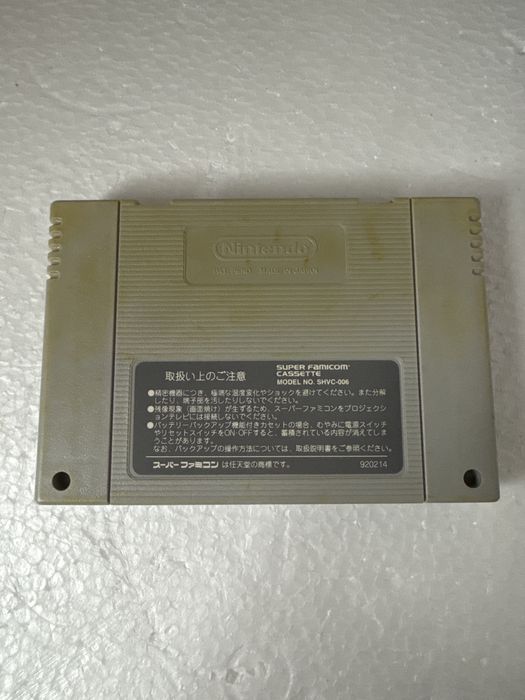 Nintendo
PAT. PEND. MADE IN JAPAN
取扱い上のご注意
SUPER FAMICOM™
CASSETTE
MODEL NO. SHVC-006
●精密機器につき、極端な温度変化やショックを避けてください。また分解
したり、端子部を汚したりしないでください。
●残像現象（画面焼け）が生ずるため、スーパーファミコンをプロジェクシ
ョンテレビには接続しないでください。
●バッテリーバックアップ機能付きカセットの場合、むやみに電源スイッチ
やリセットスイッチをON・OFFすると、蓄積されている内容が消えてしま
うことがあります。
なお、バックアップの操作方法については、取扱説明書をご参照ください。
スーパーファミコンは任天堂の商標です。
920214